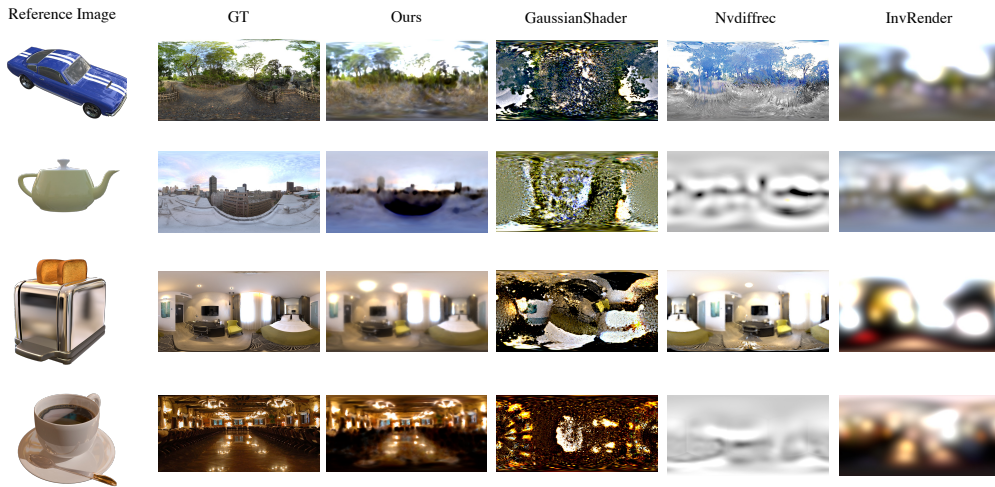 Reference Image
GT
Ours
GaussianShader
Nvdiffrec
InvRender